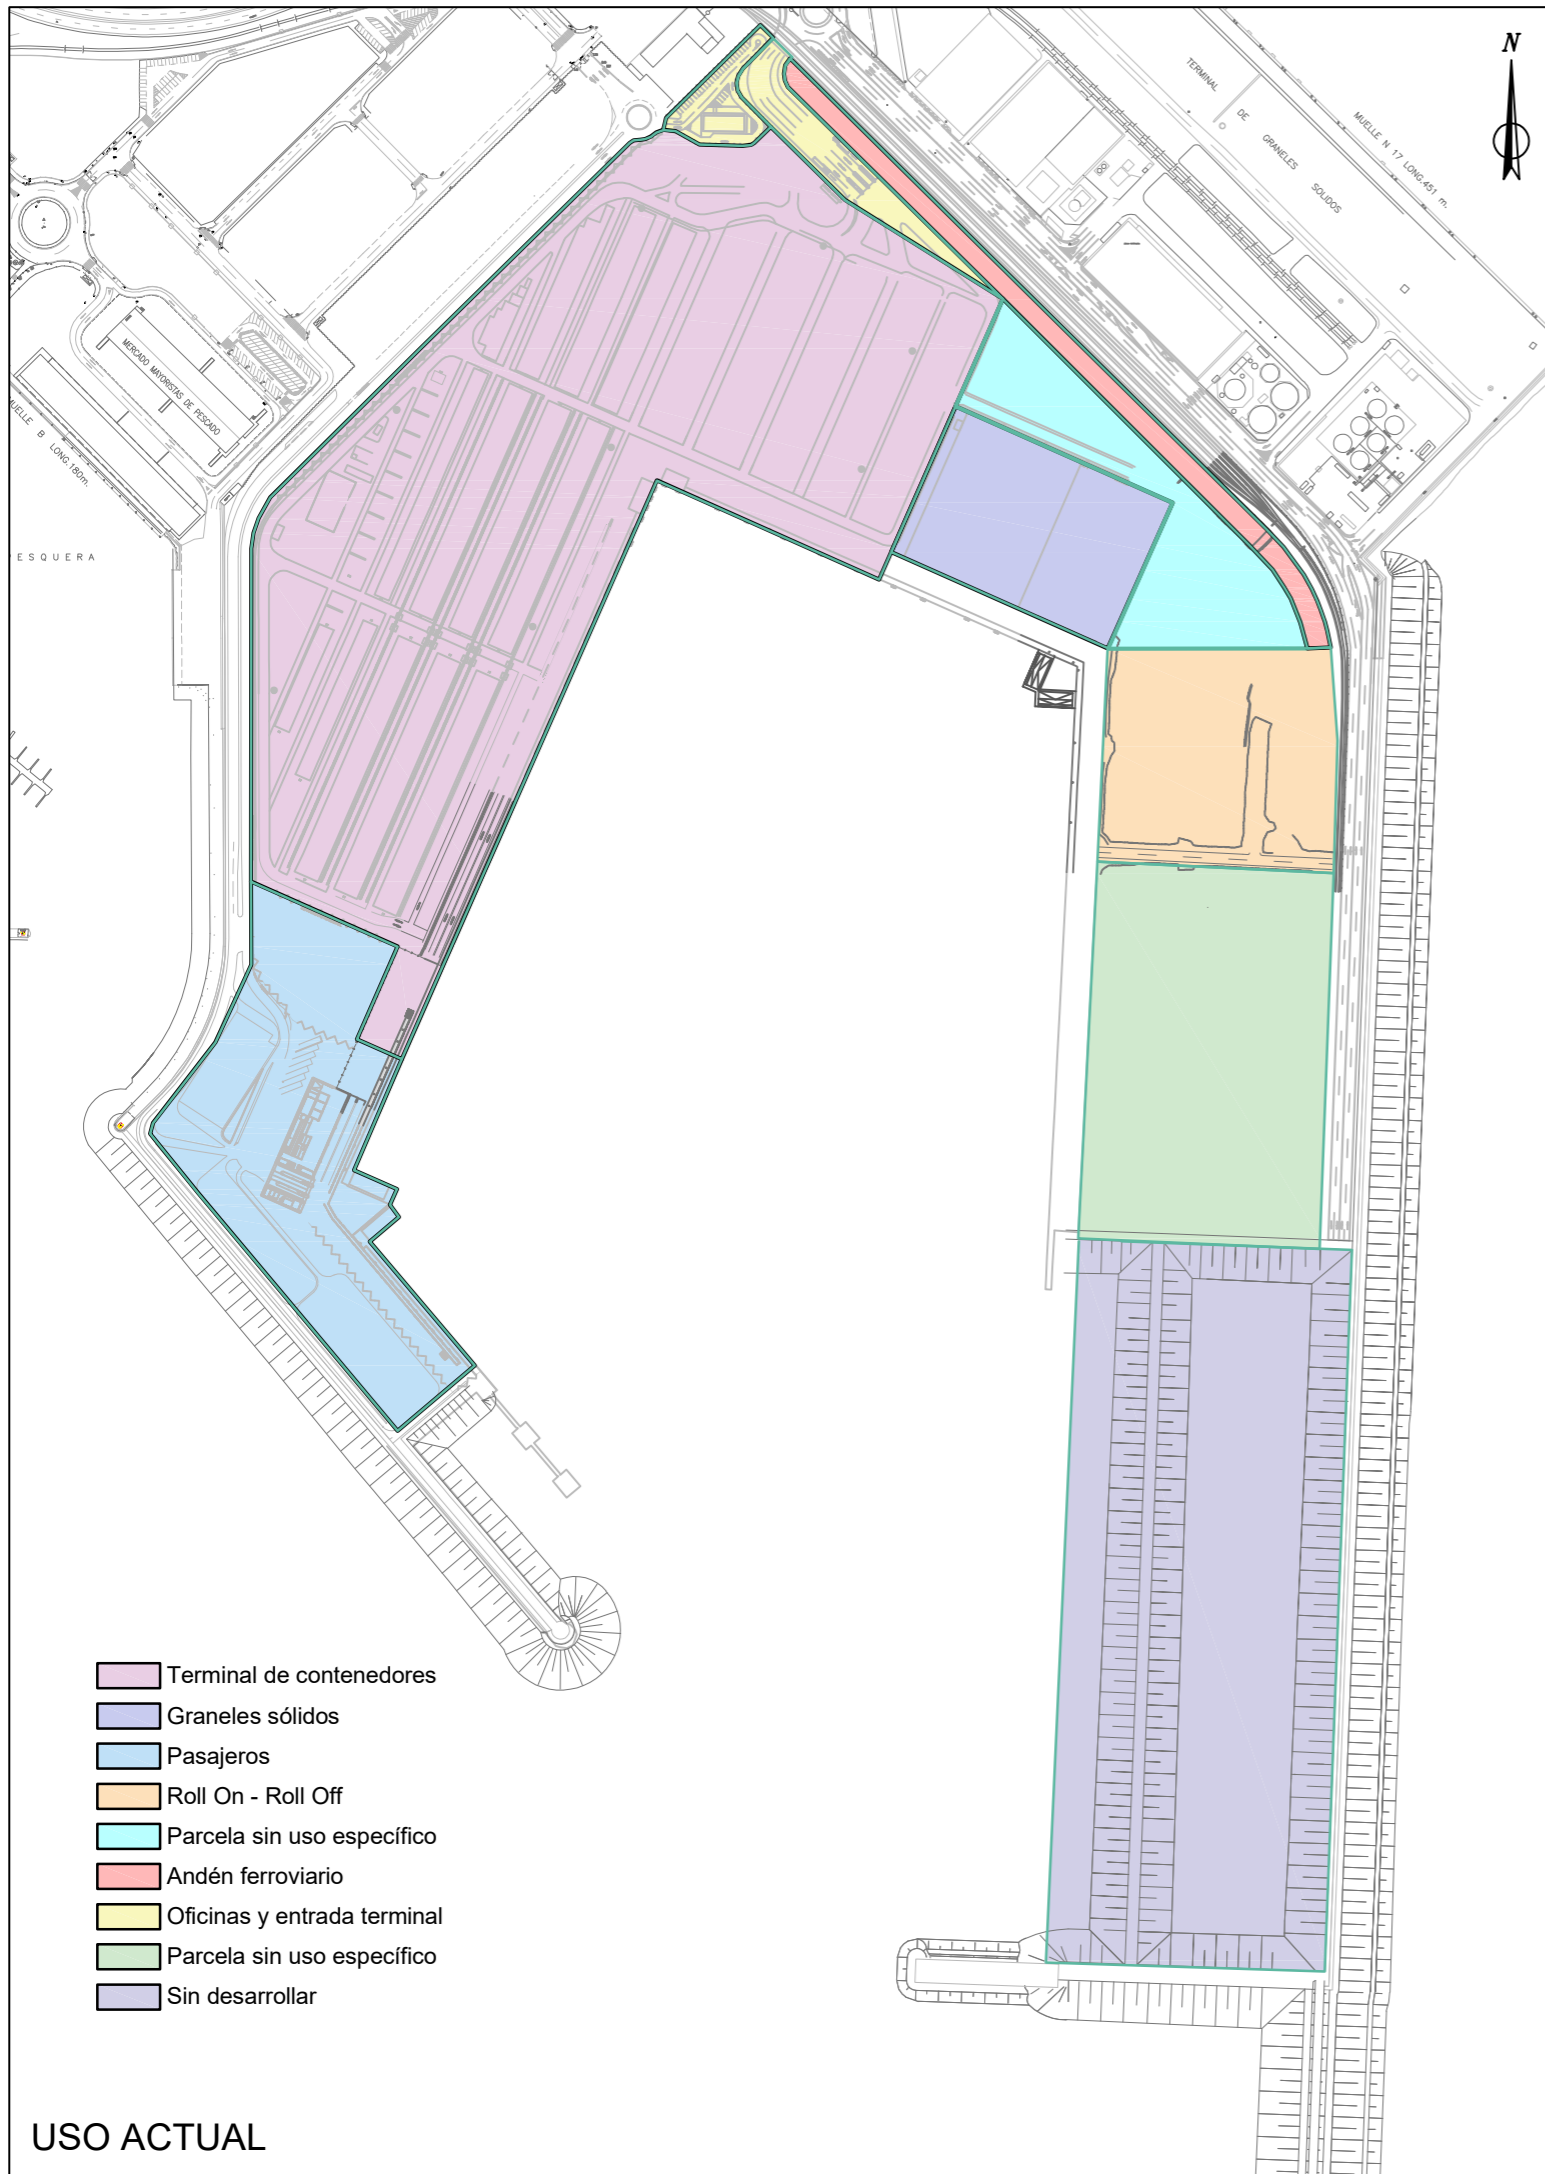 N
TERMINAL DE GRANELES SOLIDOS
MUELLE N 17 LONG.451 m.
MERCADO MAYORISTAS DE PESCADO
MUELLE B LONG.180m.
ESQUERA
Terminal de contenedores
Graneles sólidos
Pasajeros
Roll On - Roll Off
Parcela sin uso específico
Andén ferroviario
Oficinas y entrada terminal
Parcela sin uso específico
Sin desarrollar
USO ACTUAL